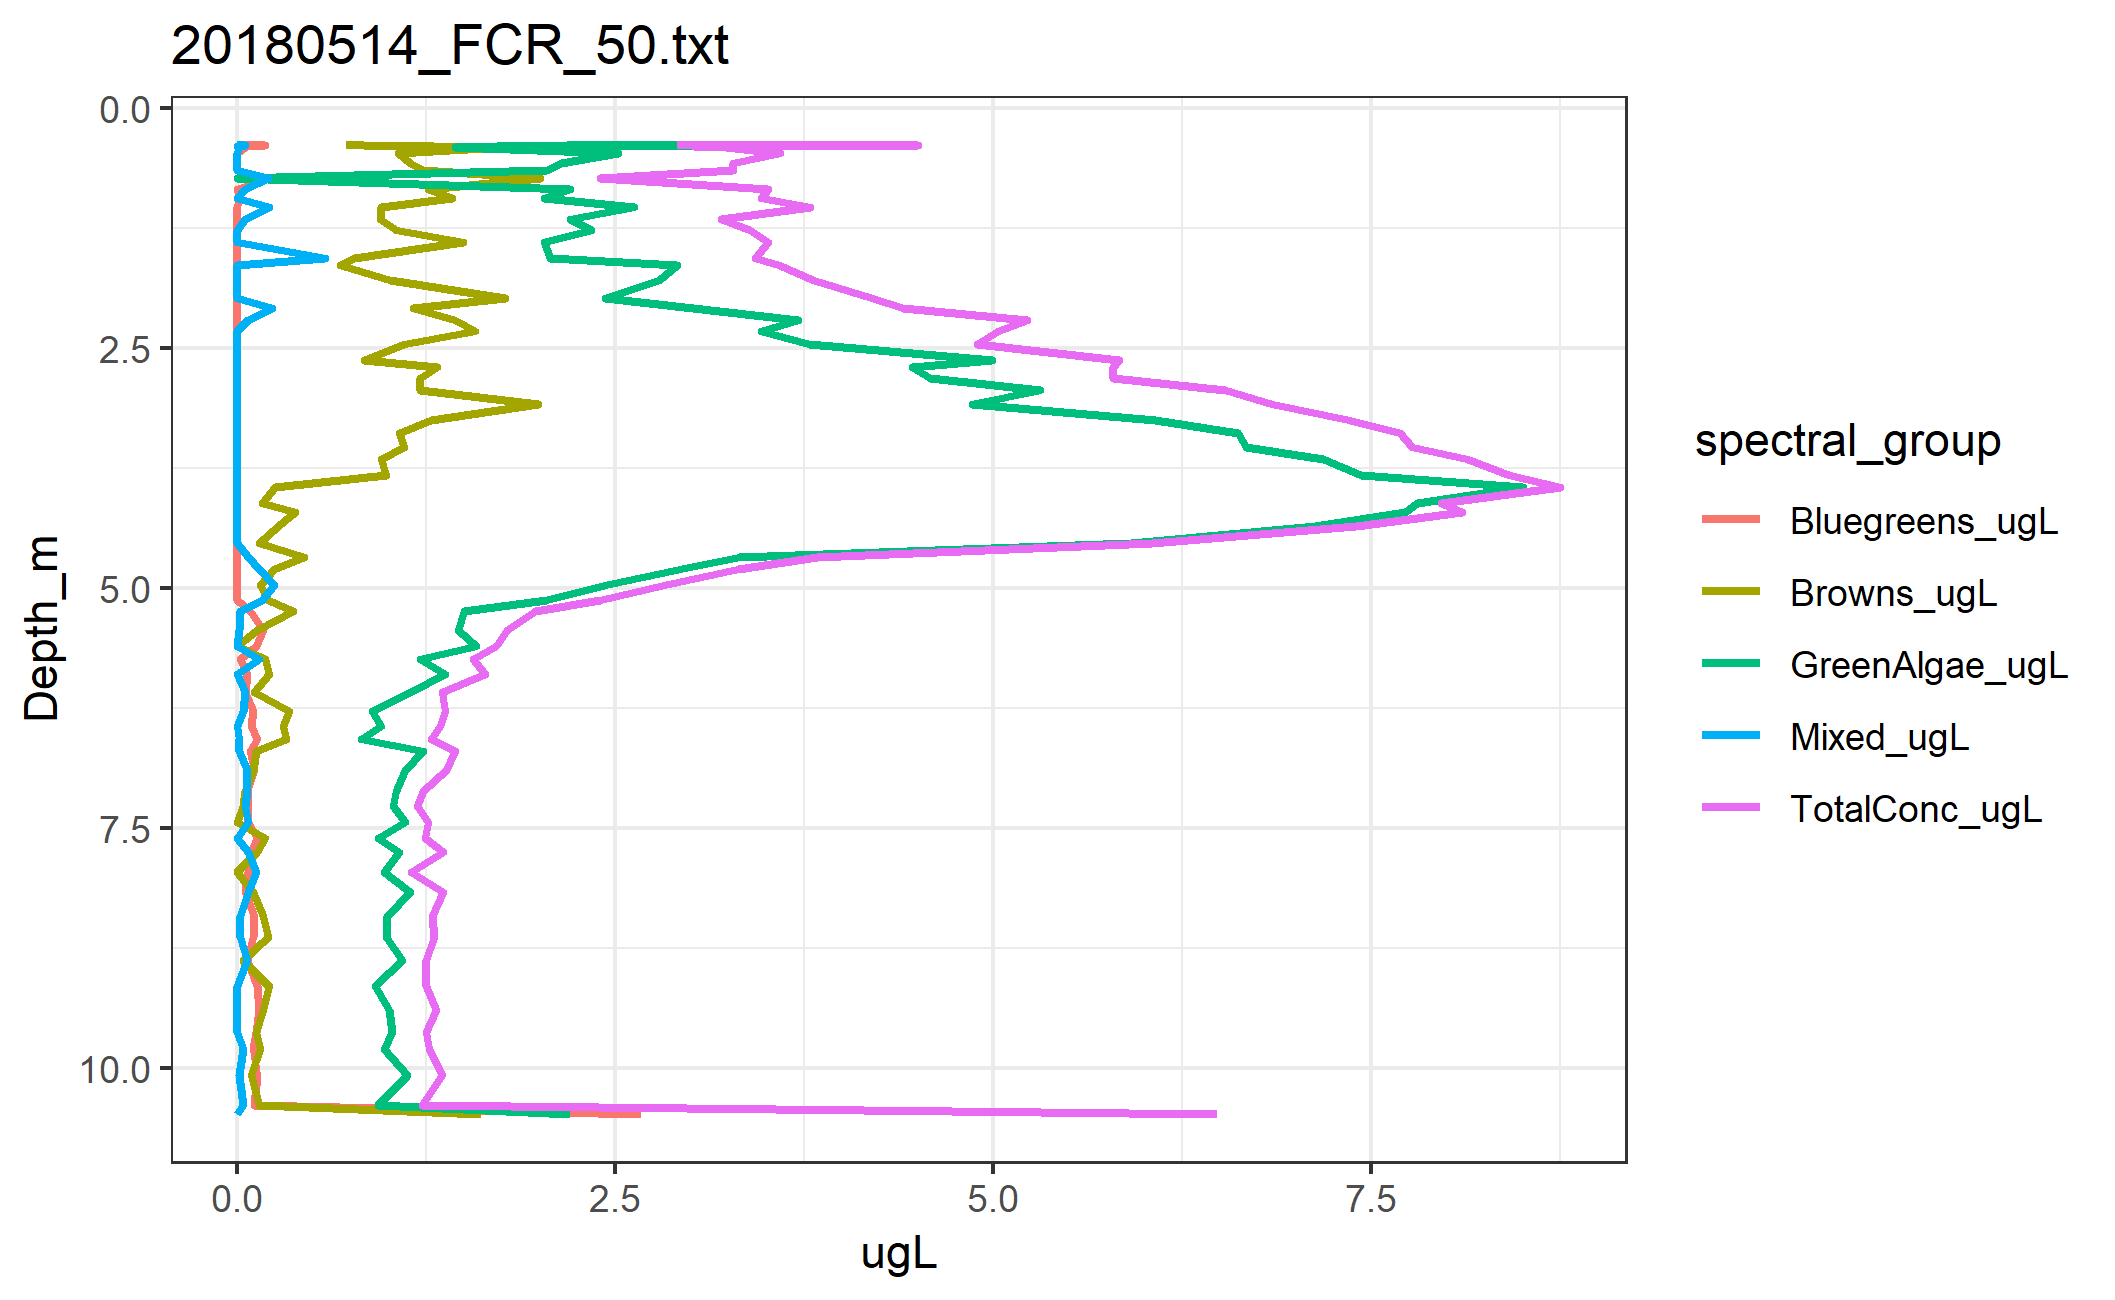 20180514_FCR_50.txt
0.0
2.5
5.0
7.5
10.0
Depth_m
0.0 2.5 5.0 7.5
ugL
spectral_group
Bluegreens_ugL
Browns_ugL
GreenAlgae_ugL
Mixed_ugL
TotalConc_ugL